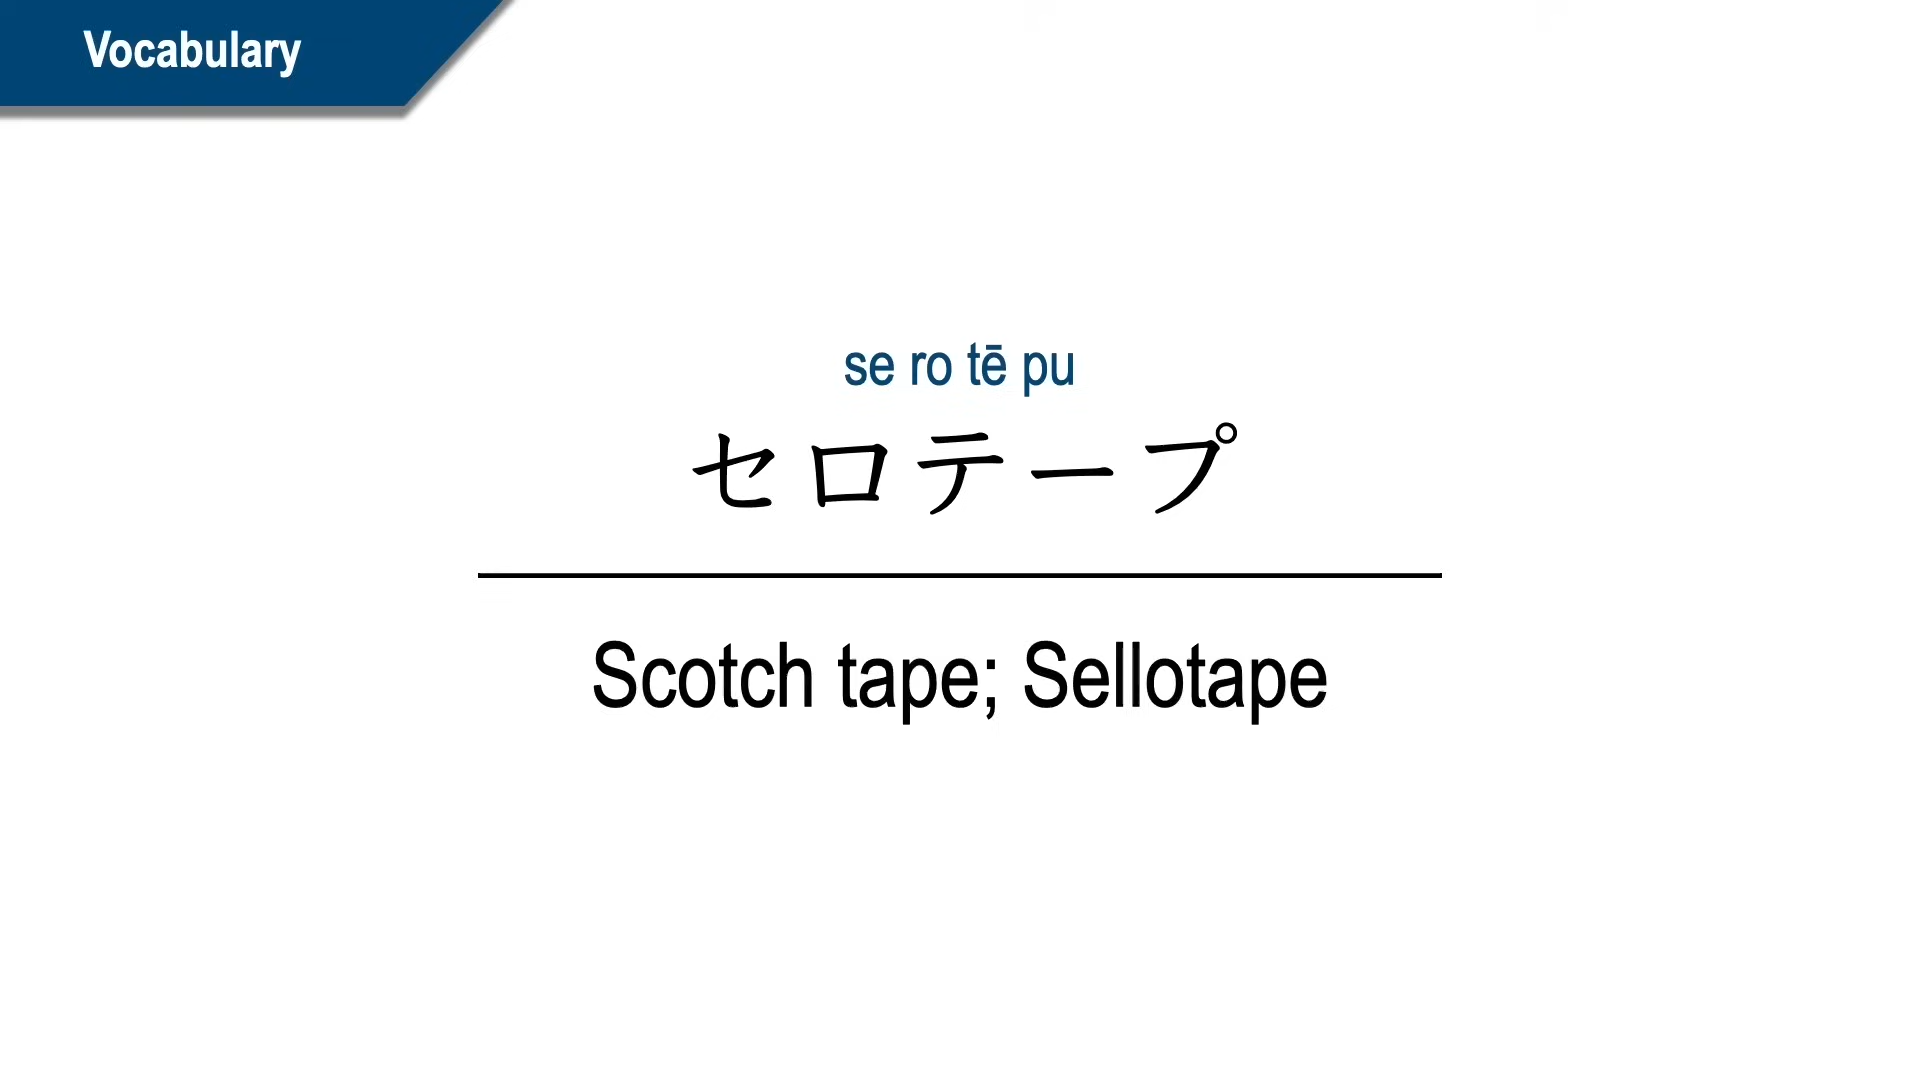 Vocabulary
se ro tē pu
セロテープ
Scotch tape; Sellotape